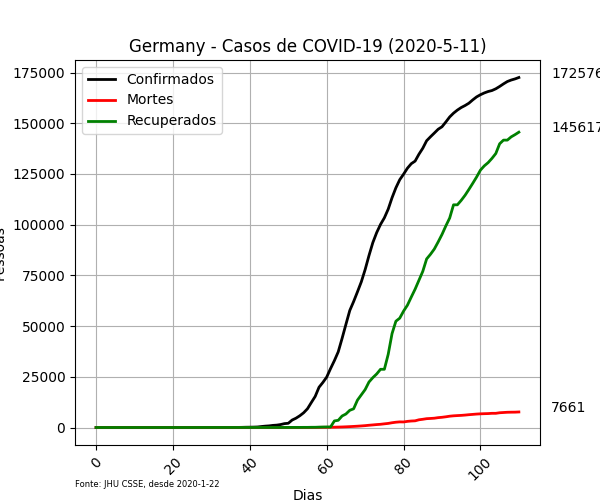 Germany - Casos de COVID-19 (2020-5-11)
Confirmados
Mortes
Recuperados
175000
150000
125000
100000
75000
50000
25000
0
172576
145617
7661
Pessoas
0
20
40
60
80
100
Dias
Fonte: JHU CSSE, desde 2020-1-22